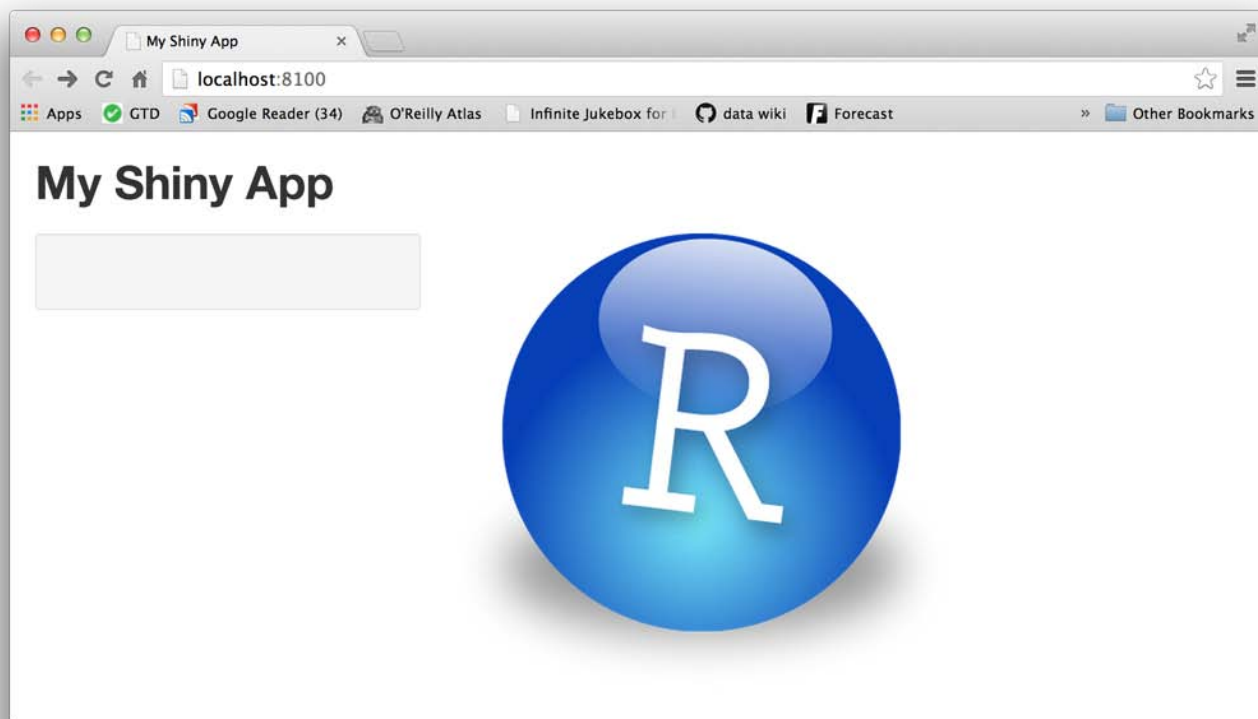 My Shiny App
localhost:8100
Apps GTD Google Reader (34) O'Reilly Atlas Infinite Jukebox for data wiki Forecast » Other Bookmarks
My Shiny App
R